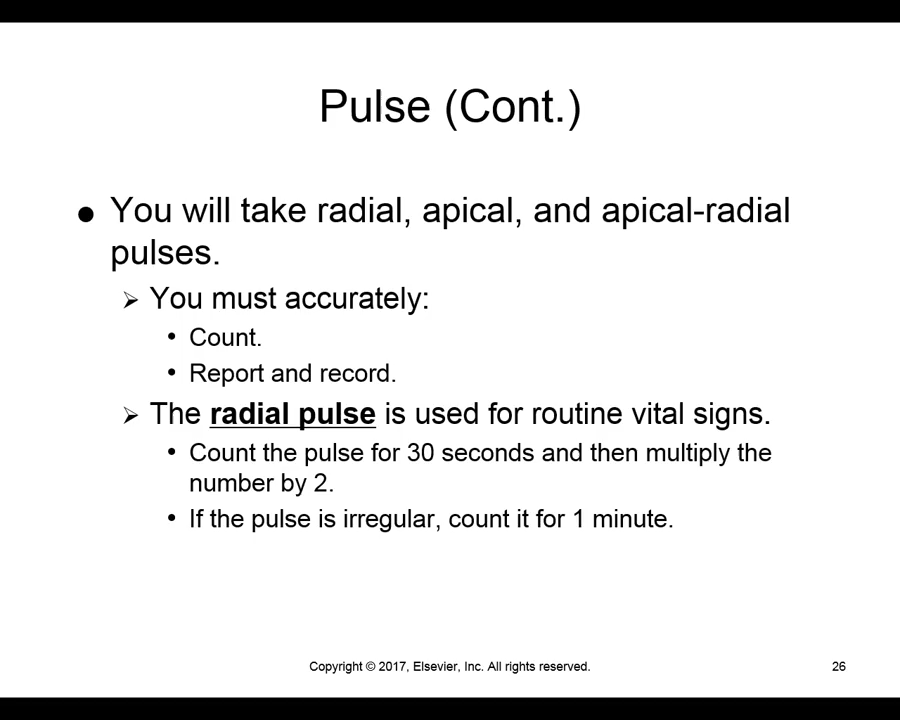 Pulse (Cont.)
● You will take radial, apical, and apical-radial
pulses.
➢ You must accurately:
• Count.
• Report and record.
➢ The radial pulse is used for routine vital signs.
• Count the pulse for 30 seconds and then multiply the
number by 2.
• If the pulse is irregular, count it for 1 minute.
Copyright © 2017, Elsevier, Inc. All rights reserved.
26